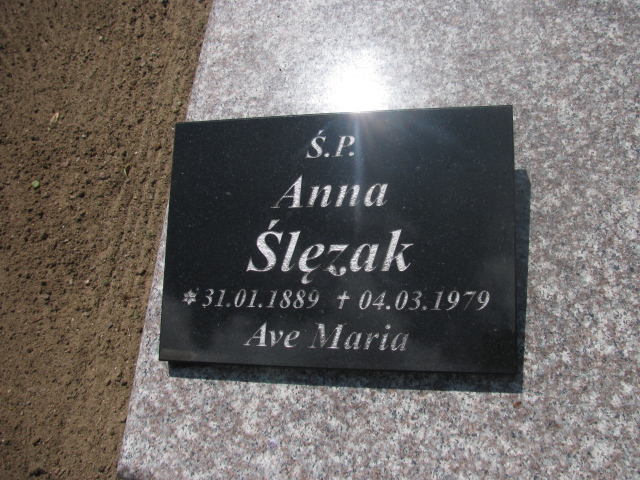 Ś.P.
Anna
Ślęzak
* 31.01.1889 ✝ 04.03.1979
Ave Maria